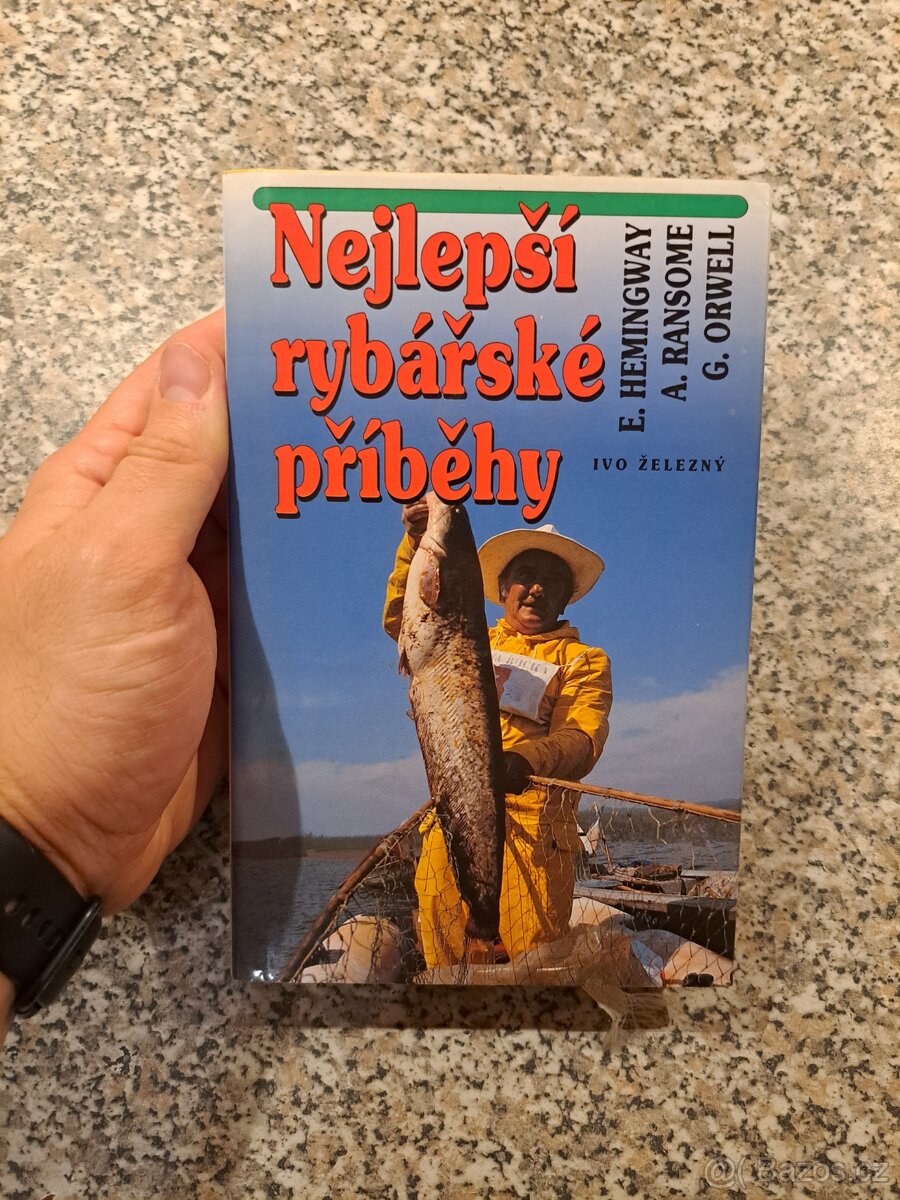 Nejlepší
rybářské
příběhy
E. HEMINGWAY
A. RANSOME
G. ORWELL
IVO ŽELEZNÝ
Bazos.cz